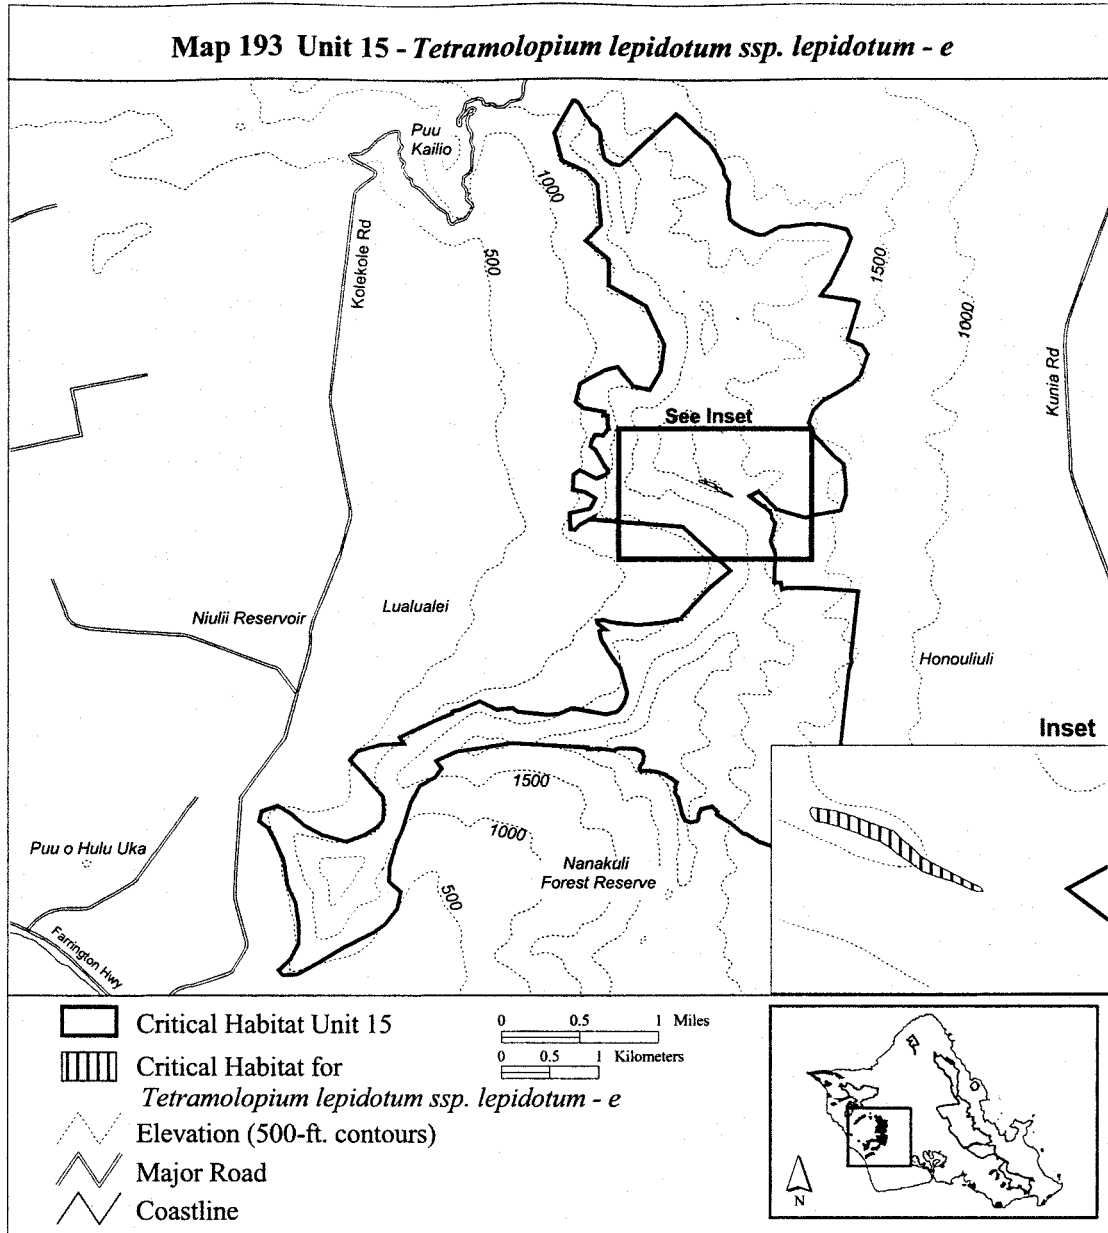 Map 193 Unit 15 - Tetramolopium lepidotum ssp. lepidotum - e
Puu
Kailio
1000
500
Kolekole Rd
1500
1000
Kunia Rd
See Inset
Niulii Reservoir
Lualualei
Honouliuli
Inset
1500
1000
Puu o Hulu Uka
Nanakuli
Forest Reserve
500
Farrington Hwy
Critical Habitat Unit 15
0 0.5 1 Miles
0 0.5 1 Kilometers
Critical Habitat for
Tetramolopium lepidotum ssp. lepidotum - e
Elevation (500-ft. contours)
Major Road
Coastline
N